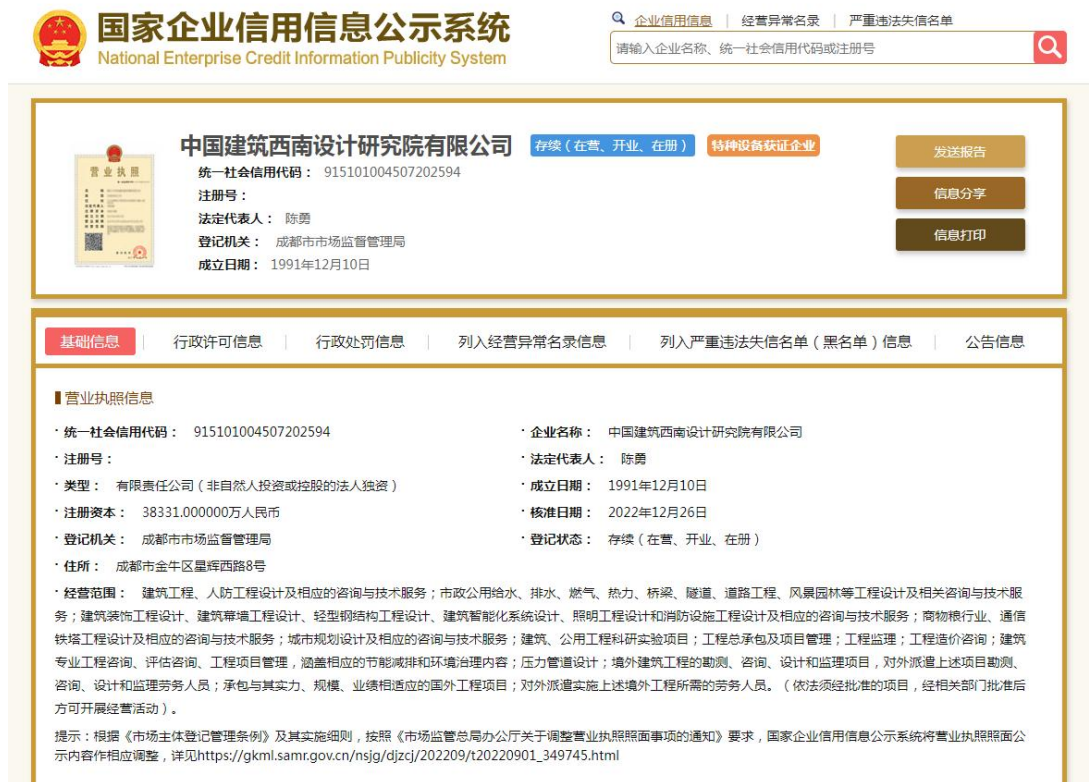 国家企业信用信息公示系统
National Enterprise Credit Information Publicity System
企业信用信息 | 经营异常名录 | 严重违法失信名单
请输入企业名称、统一社会信用代码或注册号
中国建筑西南设计研究院有限公司 存续（在营、开业、在册） 特种设备获证企业
统一社会信用代码： 915101004507202594
注册号：
法定代表人： 陈勇
登记机关： 成都市市场监督管理局
成立日期： 1991年12月10日
营业执照
发送报告
信息分享
信息打印
基础信息 | 行政许可信息 | 行政处罚信息 | 列入经营异常名录信息 | 列入严重违法失信名单（黑名单）信息 | 公告信息
营业执照信息
· 统一社会信用代码： 915101004507202594 · 企业名称： 中国建筑西南设计研究院有限公司
· 注册号： · 法定代表人： 陈勇
· 类型： 有限责任公司（非自然人投资或控股的法人独资） · 成立日期： 1991年12月10日
· 注册资本： 38331.000000万人民币 · 核准日期： 2022年12月26日
· 登记机关： 成都市市场监督管理局 · 登记状态： 存续（在营、开业、在册）
· 住所： 成都市金牛区星辉西路8号
· 经营范围： 建筑工程、人防工程设计及相应的咨询与技术服务；市政公用给水、排水、燃气、热力、桥梁、隧道、道路工程、风景园林等工程设计及相关咨询与技术服
务；建筑装饰工程设计、建筑幕墙工程设计、轻型钢结构工程设计、建筑智能化系统设计、照明工程设计和消防设施工程设计及相应的咨询与技术服务；商物粮行业、通信
铁塔工程设计及相应的咨询与技术服务；城市规划设计及相应的咨询与技术服务；建筑、公用工程科研实验项目；工程总承包及项目管理；工程监理；工程造价咨询；建筑
专业工程咨询、评估咨询、工程项目管理，涵盖相应的节能减排和环境治理内容；压力管道设计；境外建筑工程的勘测、咨询、设计和监理项目，对外派遣上述项目勘测、
咨询、设计和监理劳务人员；承包与其实力、规模、业绩相适应的国外工程项目；对外派遣实施上述境外工程所需的劳务人员。（依法须经批准的项目，经相关部门批准后
方可开展经营活动）。
提示：根据《市场主体登记管理条例》及其实施细则，按照《市场监管总局办公厅关于调整营业执照照面事项的通知》要求，国家企业信用信息公示系统将营业执照照面公
示内容作相应调整，详见https://gkml.samr.gov.cn/nsjg/djzcj/202209/t20220901_349745.html